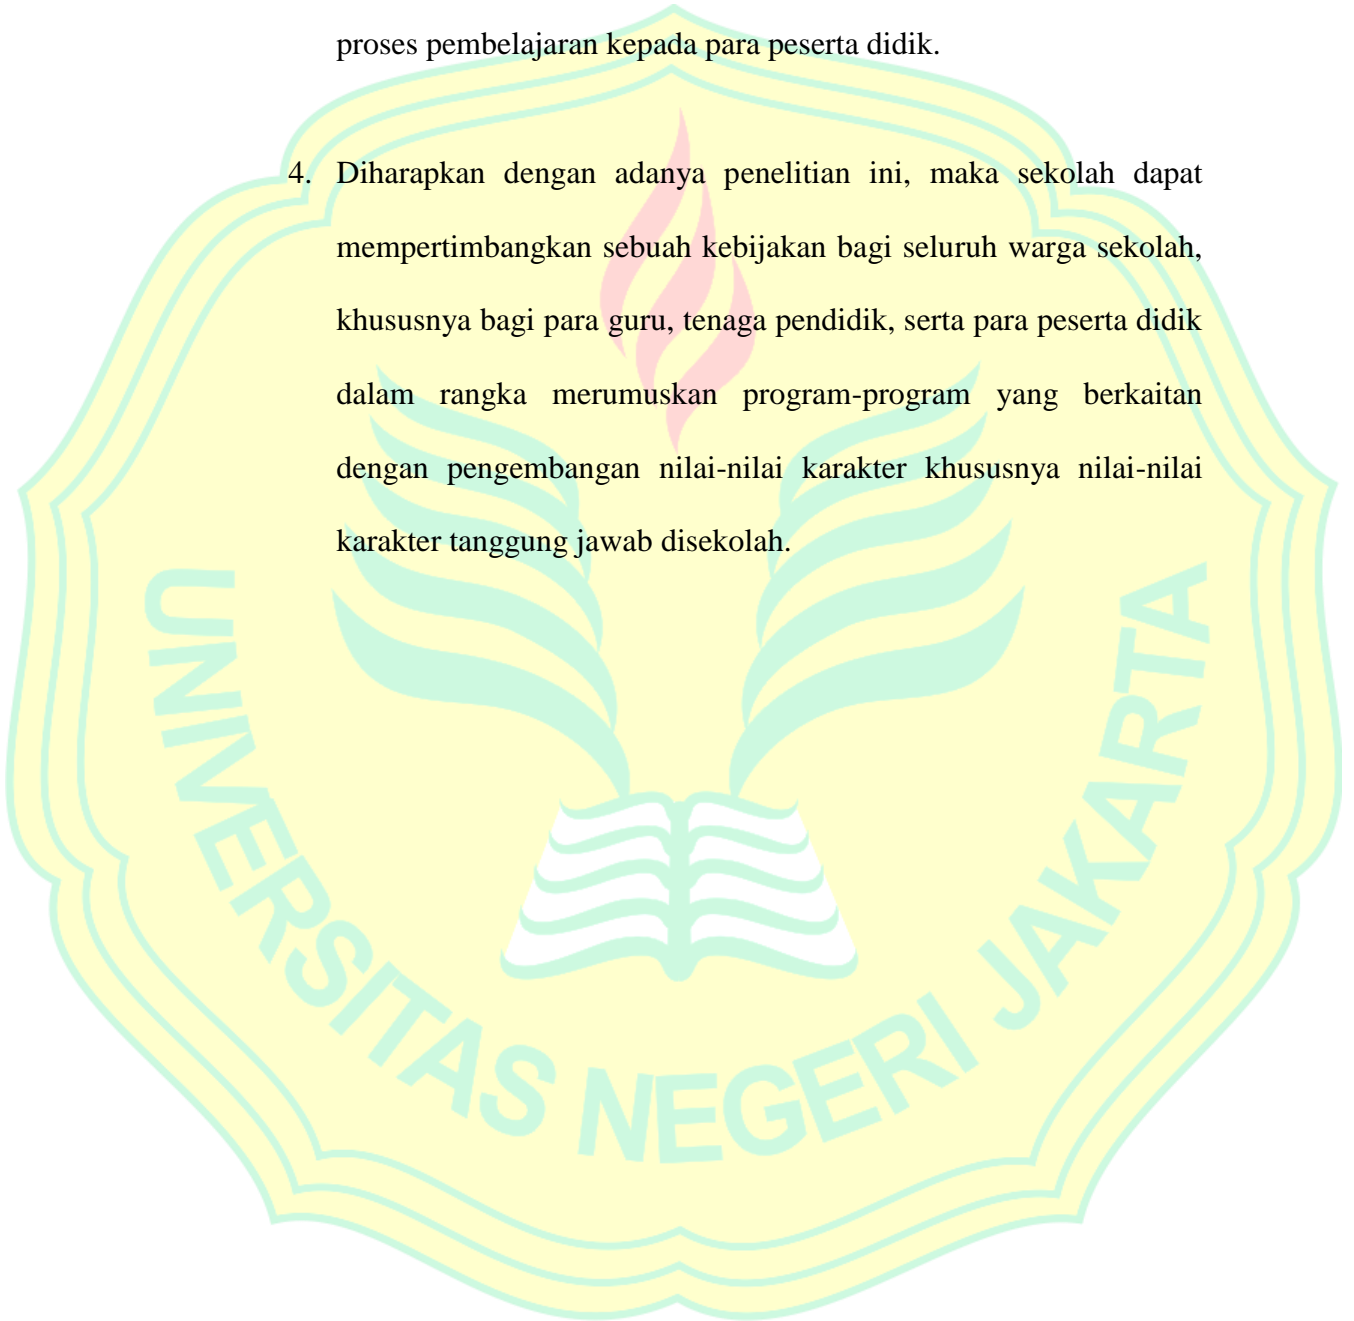 proses pembelajaran kepada para peserta didik.
4. Diharapkan dengan adanya penelitian ini, maka sekolah dapat
mempertimbangkan sebuah kebijakan bagi seluruh warga sekolah,
khususnya bagi para guru, tenaga pendidik, serta para peserta didik
dalam rangka merumuskan program-program yang berkaitan
dengan pengembangan nilai-nilai karakter khususnya nilai-nilai
karakter tanggung jawab disekolah.
UNIVERSITAS NEGERI JAKARTA